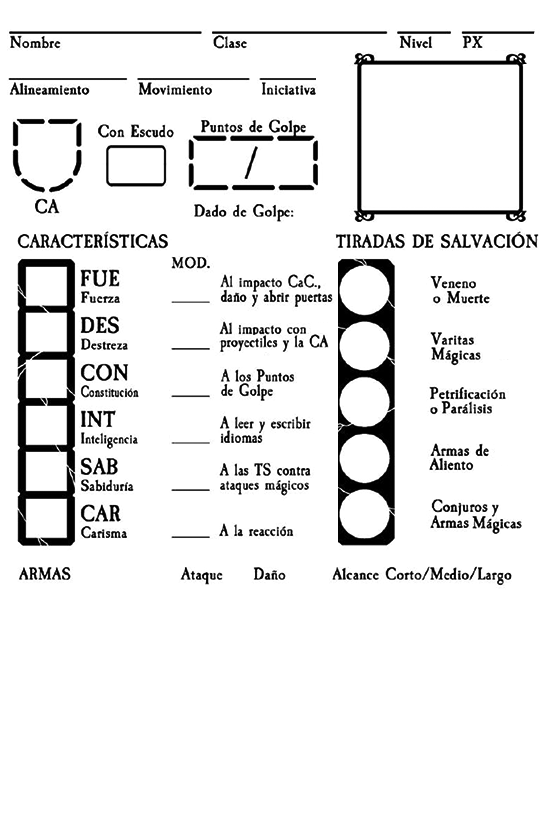 Nombre Clase Nivel PX
Alineamiento Movimiento Iniciativa
Con Escudo Puntos de Golpe
/
CA Dado de Golpe:
CARACTERÍSTICAS TIRADAS DE SALVACIÓN
MOD.
FUE
Fuerza
Al impacto CaC.,
daño y abrir puertas
Veneno
o Muerte
DES
Destreza
Al impacto con
proyectiles y la CA
Varitas
Mágicas
CON
Constitución
A los Puntos
de Golpe
Petrificación
o Parálisis
INT
Inteligencia
A leer y escribir
idiomas
Armas de
Aliento
SAB
Sabiduría
A las TS contra
ataques mágicos
Conjuros y
Armas Mágicas
CAR
Carisma
A la reacción
ARMAS Ataque Daño Alcance Corto/Medio/Largo